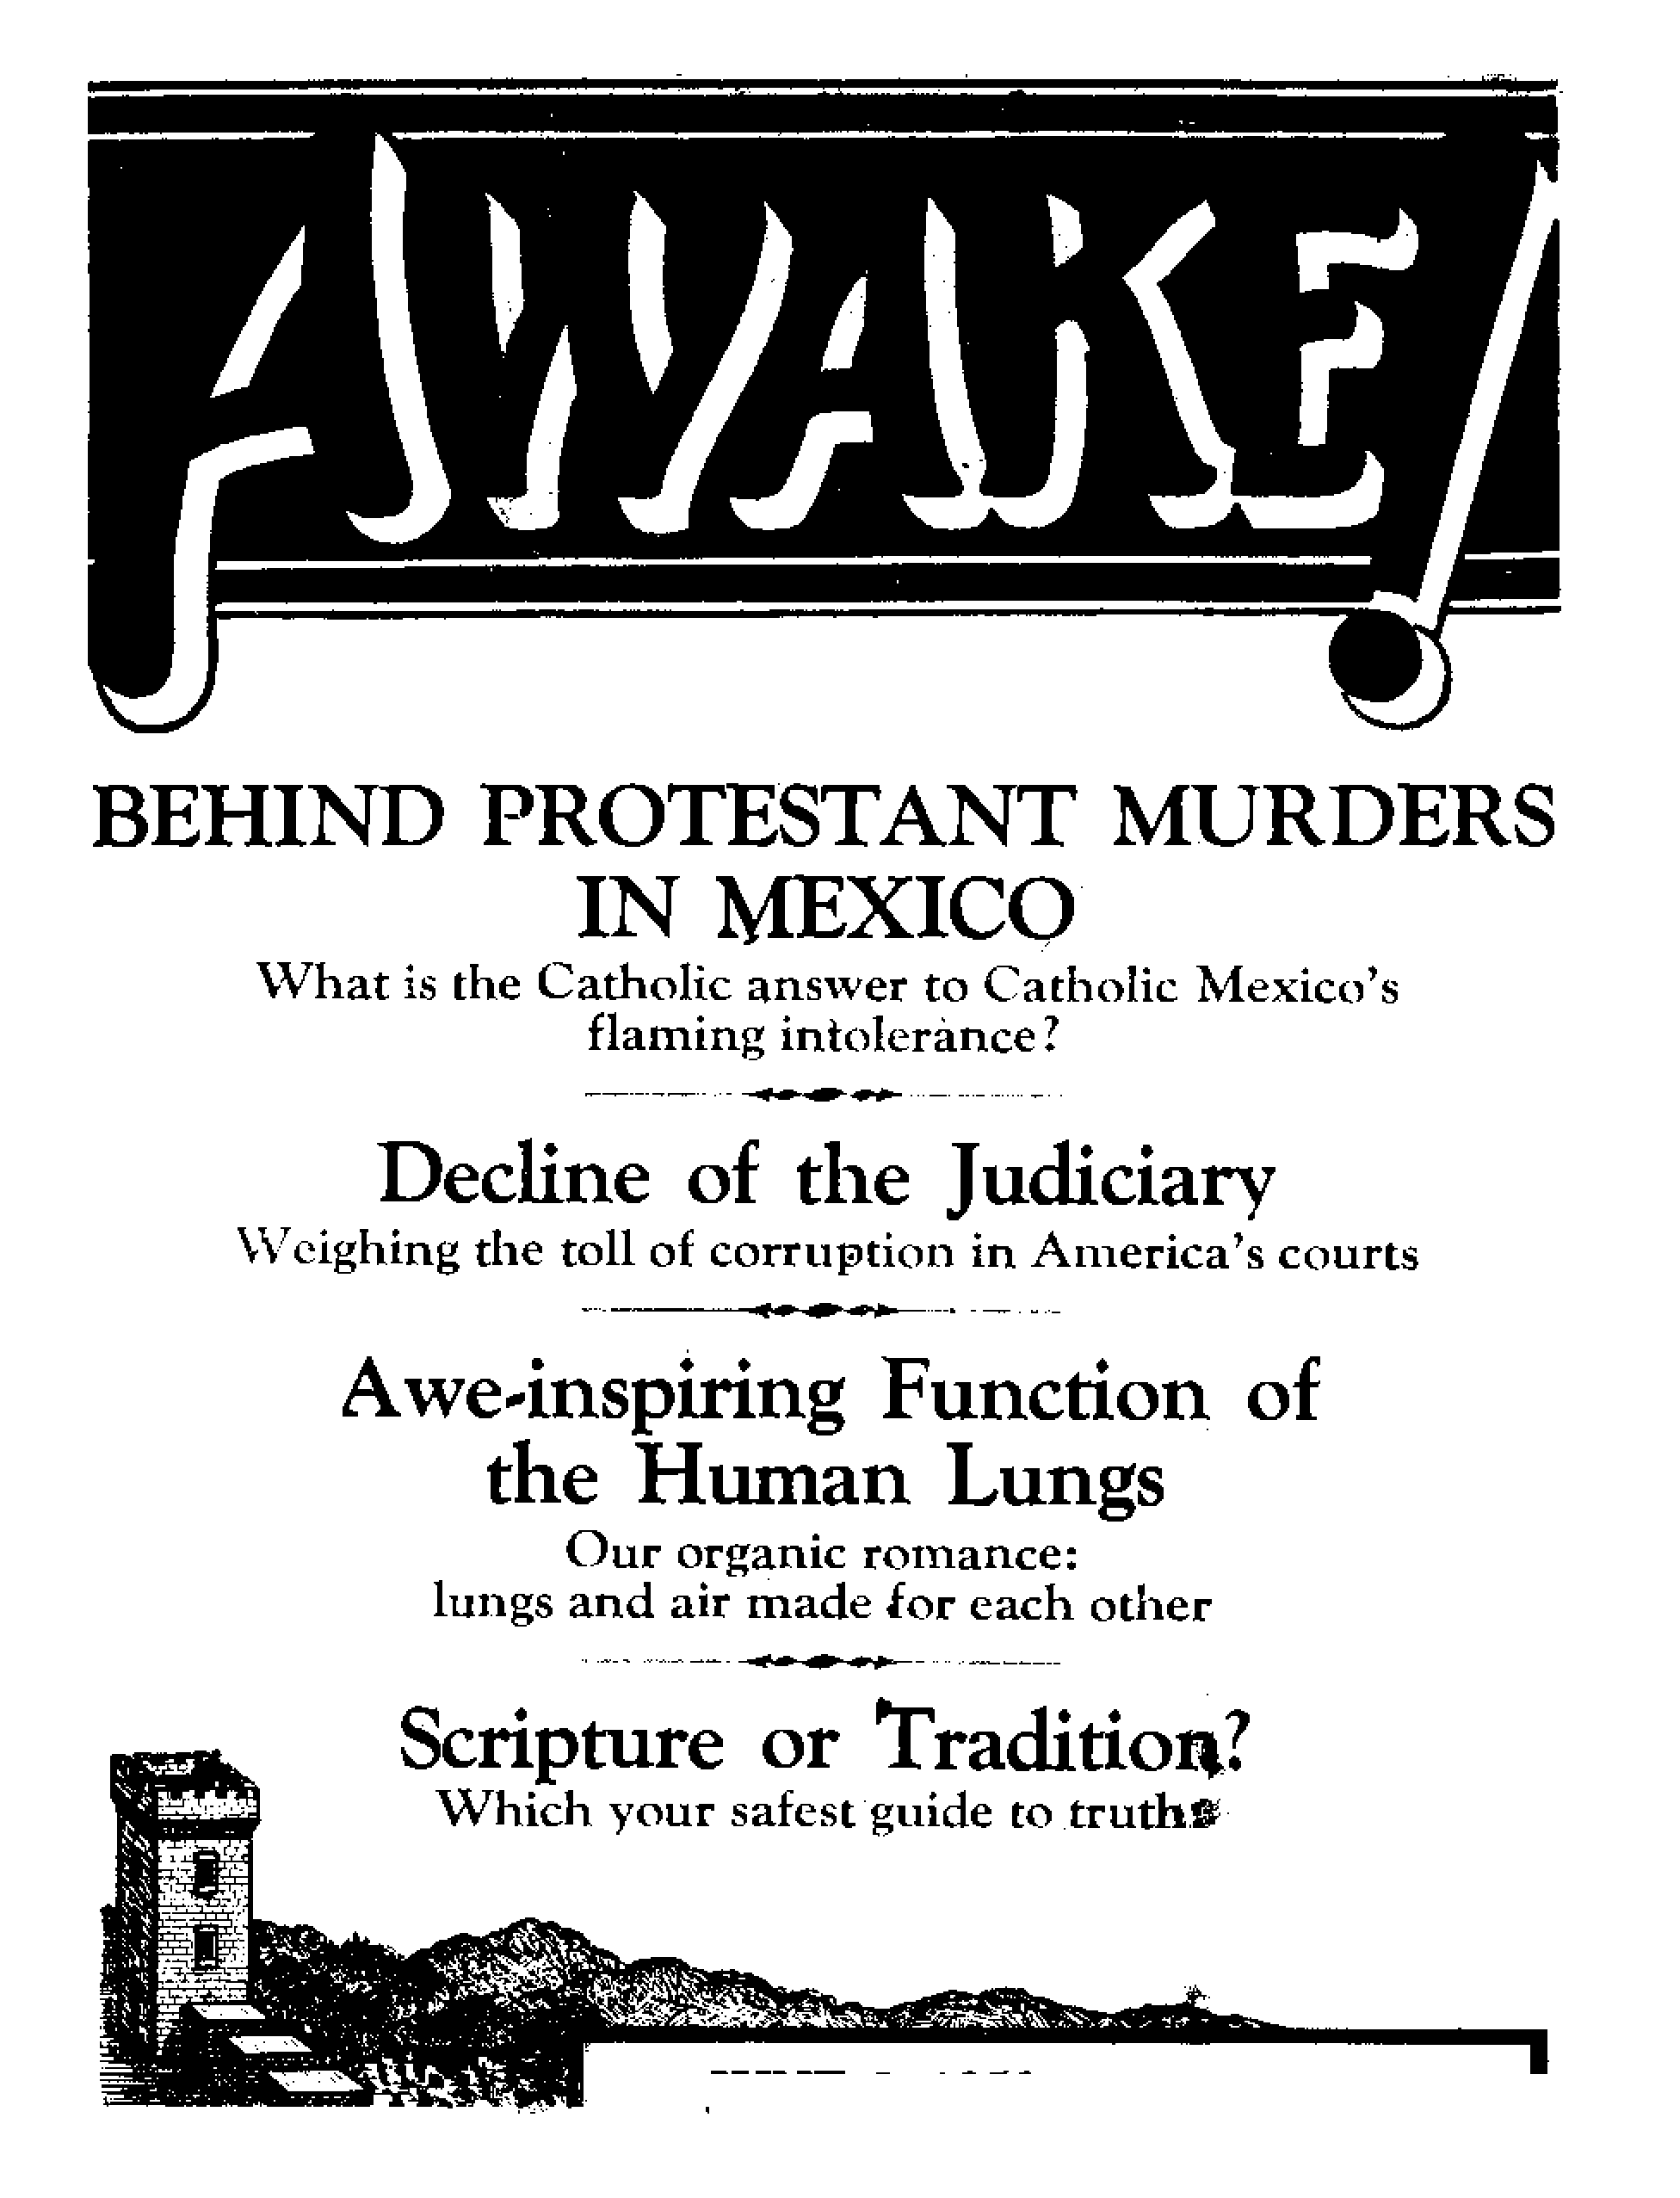 AWAKE!
BEHIND PROTESTANT MURDERS
IN MEXICO
What is the Catholic answer to Catholic Mexico's
flaming intolerance?
Decline of the Judiciary
Weighing the toll of corruption in America's courts
Awe-inspiring Function of
the Human Lungs
Our organic romance:
lungs and air made for each other
Scripture or Tradition?
Which your safest guide to truth?